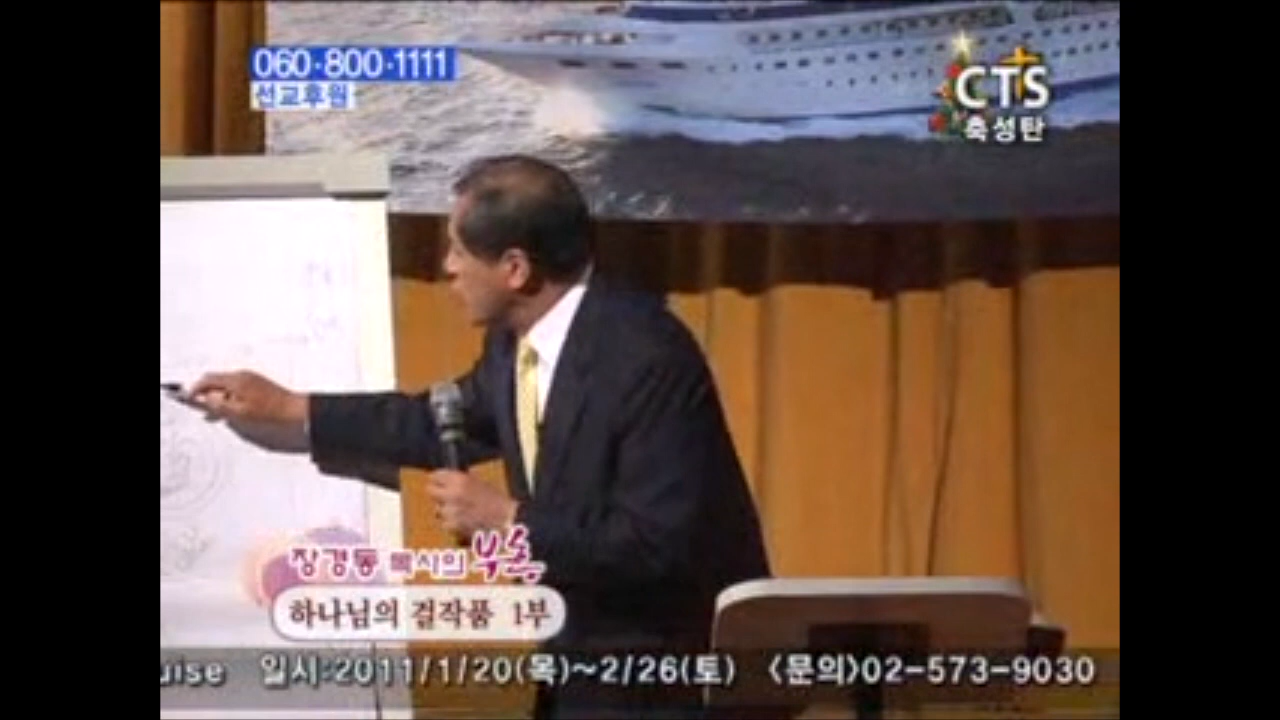 060·800·1111
선교후원
CTS
축성탄
장경동 목사의 부흥
하나님의 걸작품 1부
uise 일시:2011/1/20(목)~2/26(토) <문의>02-573-9030